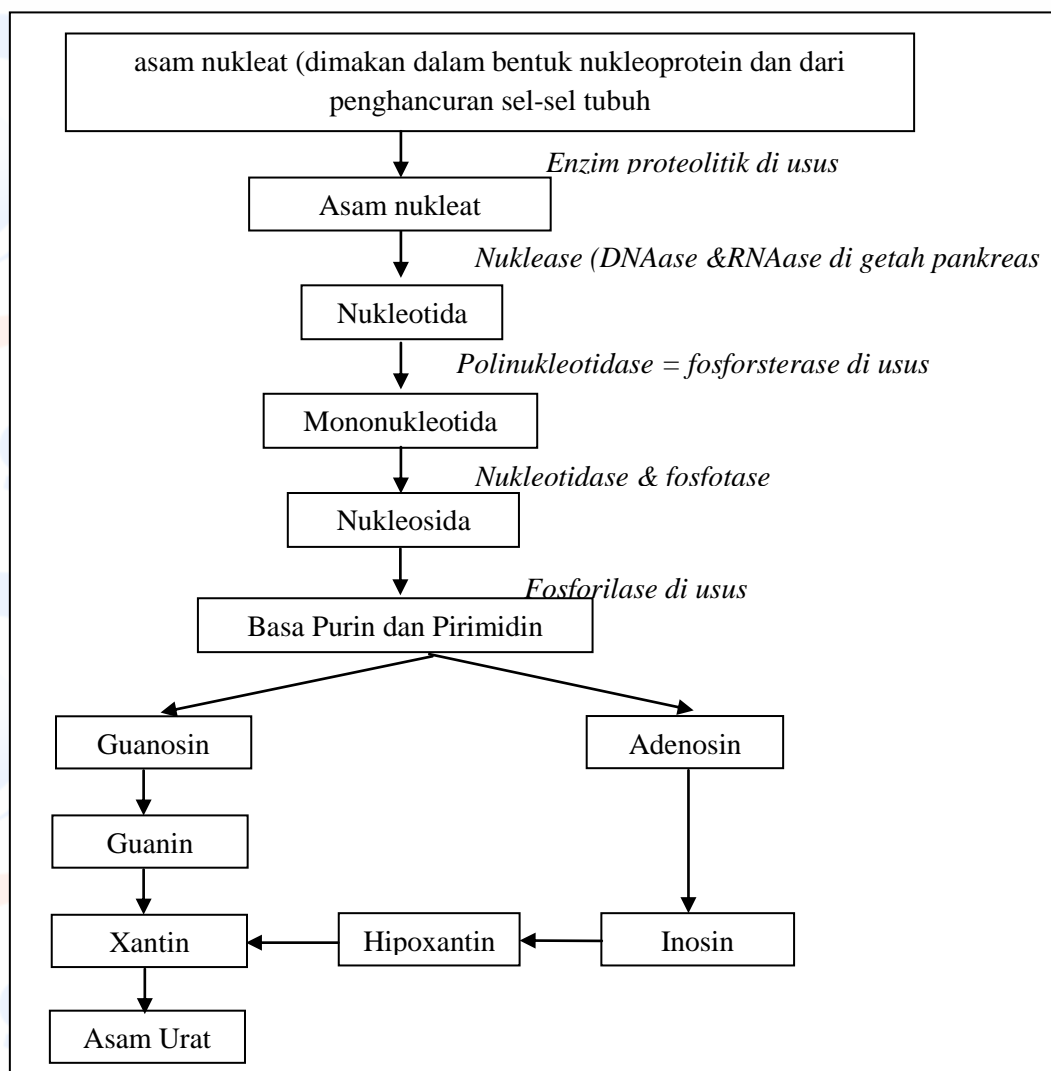 asam nukleat (dimakan dalam bentuk nukleoprotein dan dari
penghancuran sel-sel tubuh
Enzim proteolitik di usus
Asam nukleat
Nuklease (DNAase &RNAase di getah pankreas
Nukleotida
Polinukleotidase = fosforsterase di usus
Mononukleotida
Nukleotidase & fosfotase
Nukleosida
Fosforilase di usus
Basa Purin dan Pirimidin
Guanosin
Adenosin
Guanin
Xantin
Hipoxantin
Inosin
Asam Urat